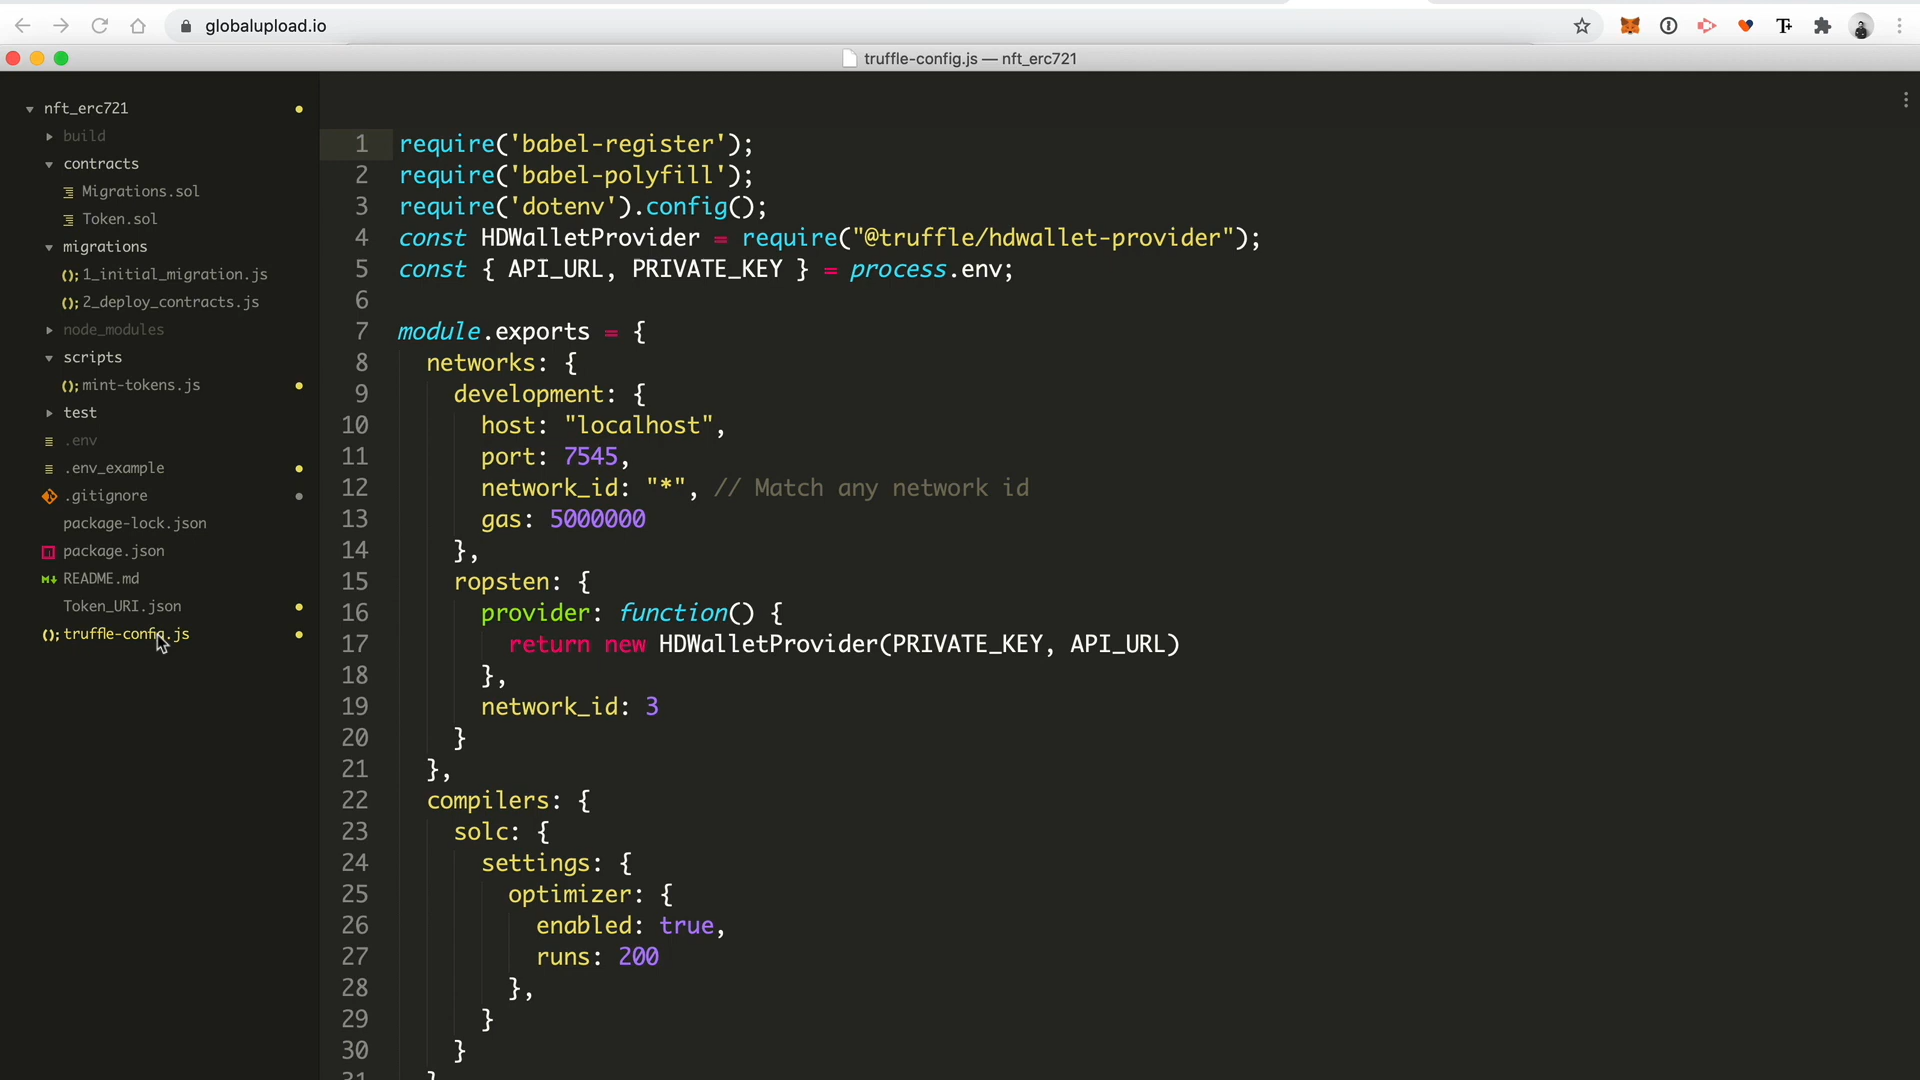 globalupload.io
truffle-config.js — nft_erc721
nft_erc721
build
contracts
Migrations.sol
Token.sol
migrations
(); 1_initial_migration.js
(); 2_deploy_contracts.js
node_modules
scripts
(); mint-tokens.js
test
.env
.env_example
.gitignore
package-lock.json
package.json
README.md
Token_URI.json
(); truffle-config.js
1 require('babel-register');
2 require('babel-polyfill');
3 require('dotenv').config();
4 const HDWalletProvider = require("@truffle/hdwallet-provider");
5 const { API_URL, PRIVATE_KEY } = process.env;
6
7 module.exports = {
8 networks: {
9 development: {
10 host: "localhost",
11 port: 7545,
12 network_id: "*", // Match any network id
13 gas: 5000000
14 },
15 ropsten: {
16 provider: function() {
17 return new HDWalletProvider(PRIVATE_KEY, API_URL)
18 },
19 network_id: 3
20 }
21 },
22 compilers: {
23 solc: {
24 settings: {
25 optimizer: {
26 enabled: true,
27 runs: 200
28 },
29 }
30 }